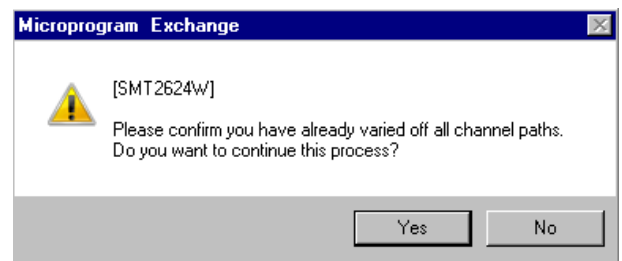 Microprogram Exchange
[SMT2624W]
Please confirm you have already varied off all channel paths.
Do you want to continue this process?
Yes
No